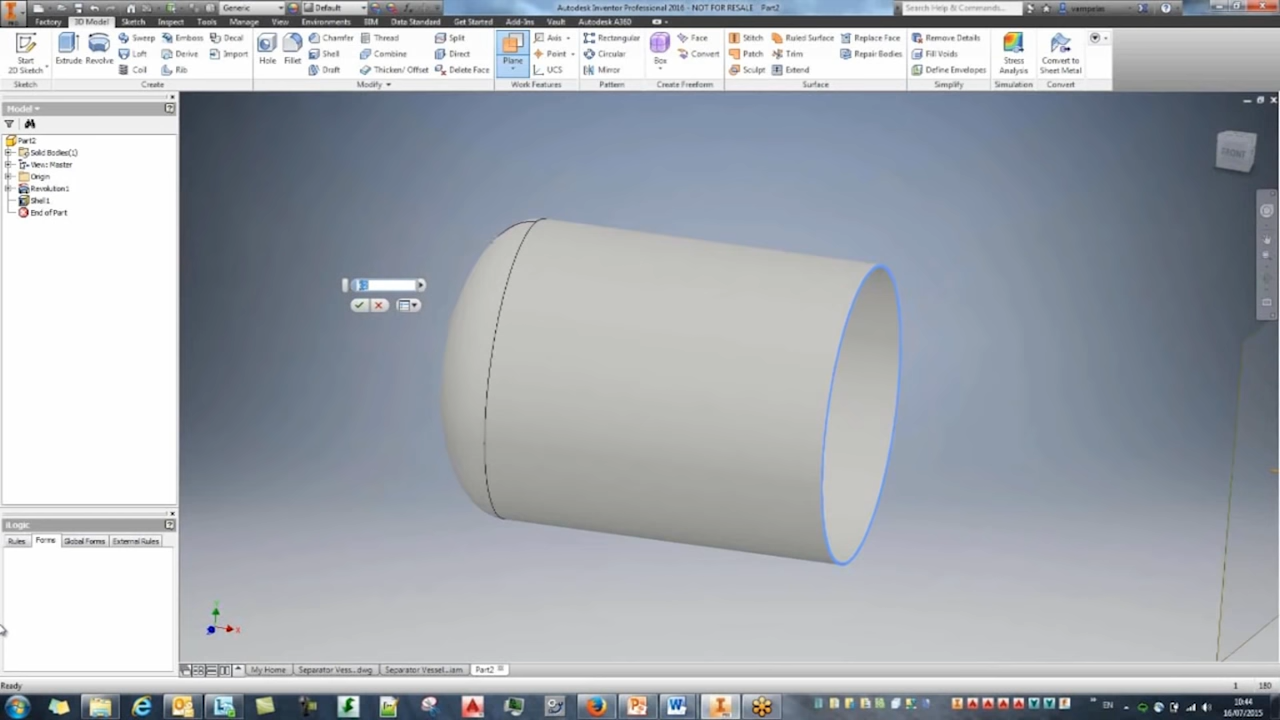 Generic Default Autodesk Inventor Professional 2016 - NOT FOR RESALE Part2 Search Help & Commands...
Factory 3D Model Sketch Inspect Tools Manage View Environments BIM Data Standard Get Started Add-Ins Vault Autodesk A360
Sweep Emboss Decal Chamfer Thread Split Axis Rectangular Face Stitch Ruled Surface Replace Face Remove Details
Loft Derive Import Shell Combine Direct Point Circular Convert Patch Trim Repair Bodies Fill Voids
Coil Rib Draft Thicken/ Offset Delete Face UCS Mirror Sculpt Extend Define Envelopes
Start 2D Sketch Extrude Revolve Hole Fillet Plane Box Stress Analysis Convert to Sheet Metal
Sketch Create Modify Work Features Pattern Create Freeform Surface Simplify Simulation Convert
Model
Part2
Solid Bodies(1)
View: Master
Origin
Revolution1
Shell1
End of Part
FRONT
iLogic
Rules Forms Global Forms External Rules
X
My Home Separator Vess...dwg Separator Vessel...iam Part2
Ready 1 180
EN 10:44
16/07/2015